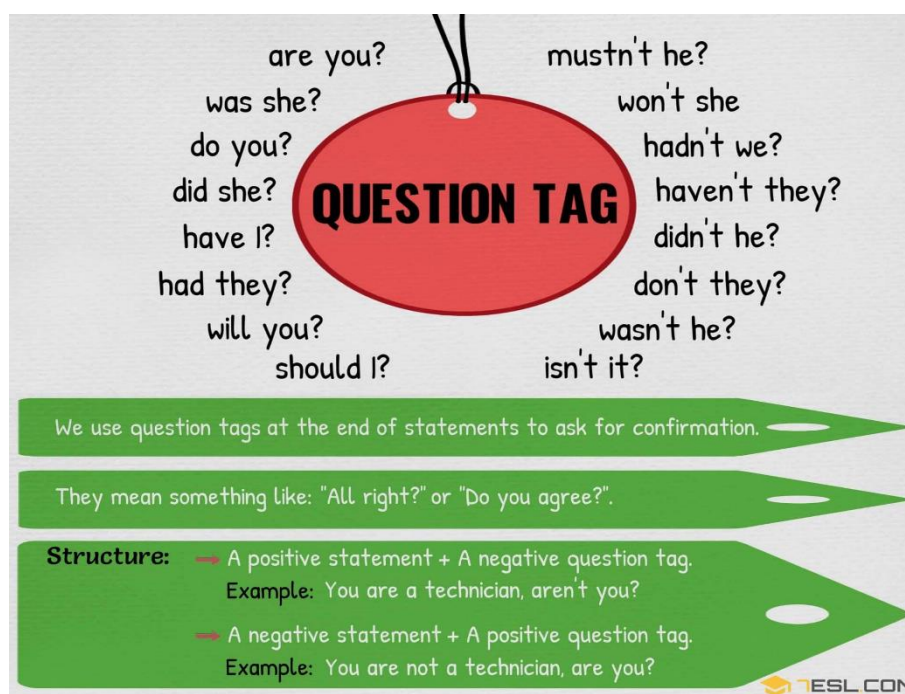 are you?
was she?
do you?
did she?
have I?
had they?
will you?
should I?
QUESTION TAG
mustn't he?
won't she
hadn't we?
haven't they?
didn't he?
don't they?
wasn't he?
isn't it?
We use question tags at the end of statements to ask for confirmation.
They mean something like: "All right?" or "Do you agree?".
Structure: → A positive statement + A negative question tag.
Example: You are a technician, aren't you?
→ A negative statement + A positive question tag.
Example: You are not a technician, are you?
7ESL.COM